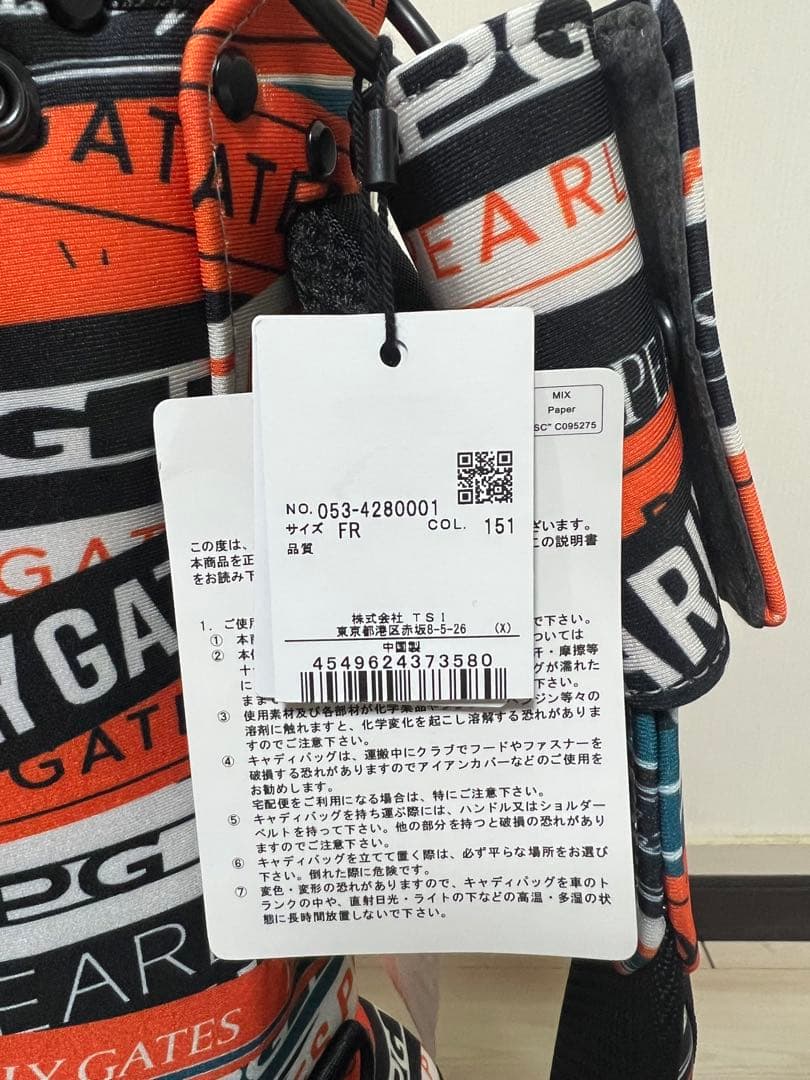 PG
ATATE
EARL
MIX
Paper
SC™ C095275
NO. 053-4280001
サイズ FR COL. 151
品質
株式会社 TSI
東京都港区赤坂8-5-26 (X)
中国製
4549624373580
この度は、
ざいます。
本商品を正
この説明書
をお読み下
1. ご使用
で下さい。
①
ついては
② 本体
汗・摩擦等
十
グが濡れた
に
下さい。
③ 使用素材及び各部材が化学薬品や
ンジン等々の
溶剤に触れますと、化学変化を起こし溶解する恐れがありま
すのでご注意下さい。
④ キャディバッグは、運搬中にクラブでフードやファスナーを
破損する恐れがありますのでアイアンカバーなどのご使用を
お勧めします。
宅配便をご利用になる場合は、特にご注意下さい。
⑤ キャディバッグを持ち運ぶ際には、ハンドル又はショルダー
ベルトを持って下さい。他の部分を持つと破損の恐れがあり
ますのでご注意下さい。
⑥ キャディバッグを立てて置く際は、必ず平らな場所をお選び
下さい。倒れた際に危険です。
⑦ 変色・変形の恐れがありますので、キャディバッグを車のト
ランクの中や、直射日光・ライトの下などの高温・多湿の状
態に長時間放置しないで下さい。
PG
GAT
Y GAT
GATE
PG
EAR
LY GATES